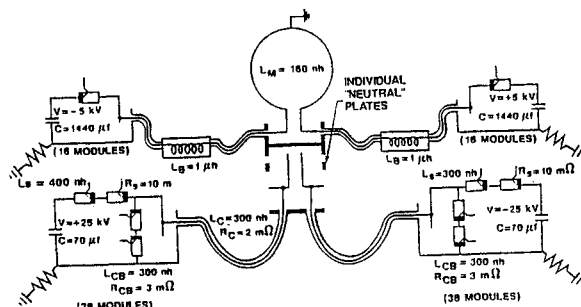 L_M = 160 nh
INDIVIDUAL
"NEUTRAL"
PLATES
V=-5 kV
C=1440 μf
(16 MODULES)
L_B = 1 μh
L_B = 1 μh
V=+5 kV
C=1440 μf
(16 MODULES)
L_s = 400 nh
R_s = 10 m
V=+25 kV
C=70 μf
L_CB = 300 nh
R_CB = 3 mΩ
L_C=300 nh
R_C = 2 mΩ
L_s=300 nh
R_s = 10 mΩ
V=-25 kV
C=70 μf
L_CB = 300 nh
R_CB = 3 mΩ
(38 MODULES)